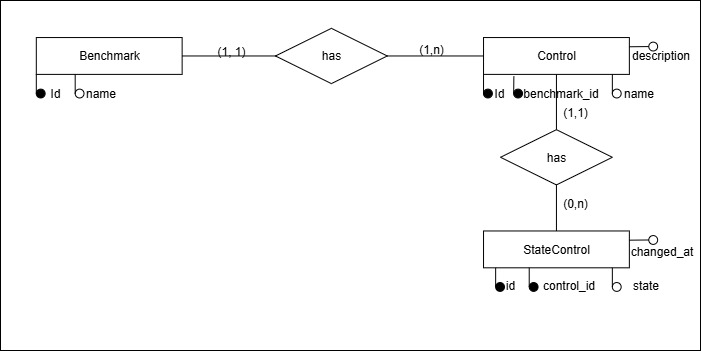 Benchmark
(1, 1)
has
(1,n)
Control
description
Id
name
Id
benchmark_id
name
(1,1)
has
(0,n)
StateControl
changed_at
id
control_id
state